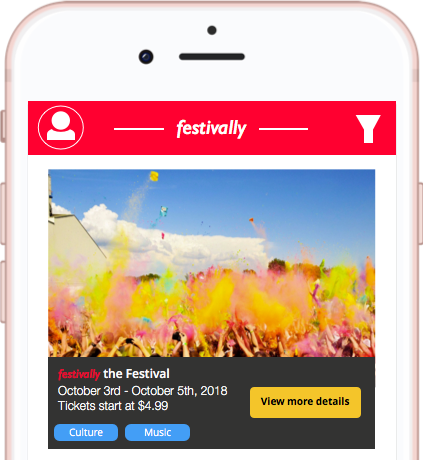 festivally
festivally the Festival
October 3rd - October 5th, 2018
Tickets start at $4.99
View more details
Culture Music